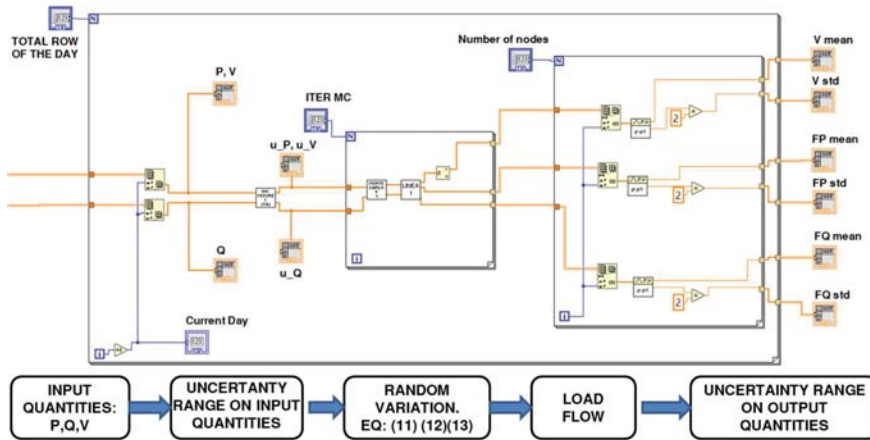 TOTAL ROW
OF THE DAY
N
P, V
ITER MC
N
u_P, u_V
Q
u_Q
LINEA
1
i
Current Day
i
Number of nodes
N
2
2
2
i
V mean
V std
FP mean
FP std
FQ mean
FQ std
INPUT
QUANTITIES:
P,Q,V
UNCERTANTY
RANGE ON INPUT
QUANTITIES
RANDOM
VARIATION.
EQ: (11) (12)(13)
LOAD
FLOW
UNCERTAINTY RANGE
ON OUTPUT
QUANTITIES